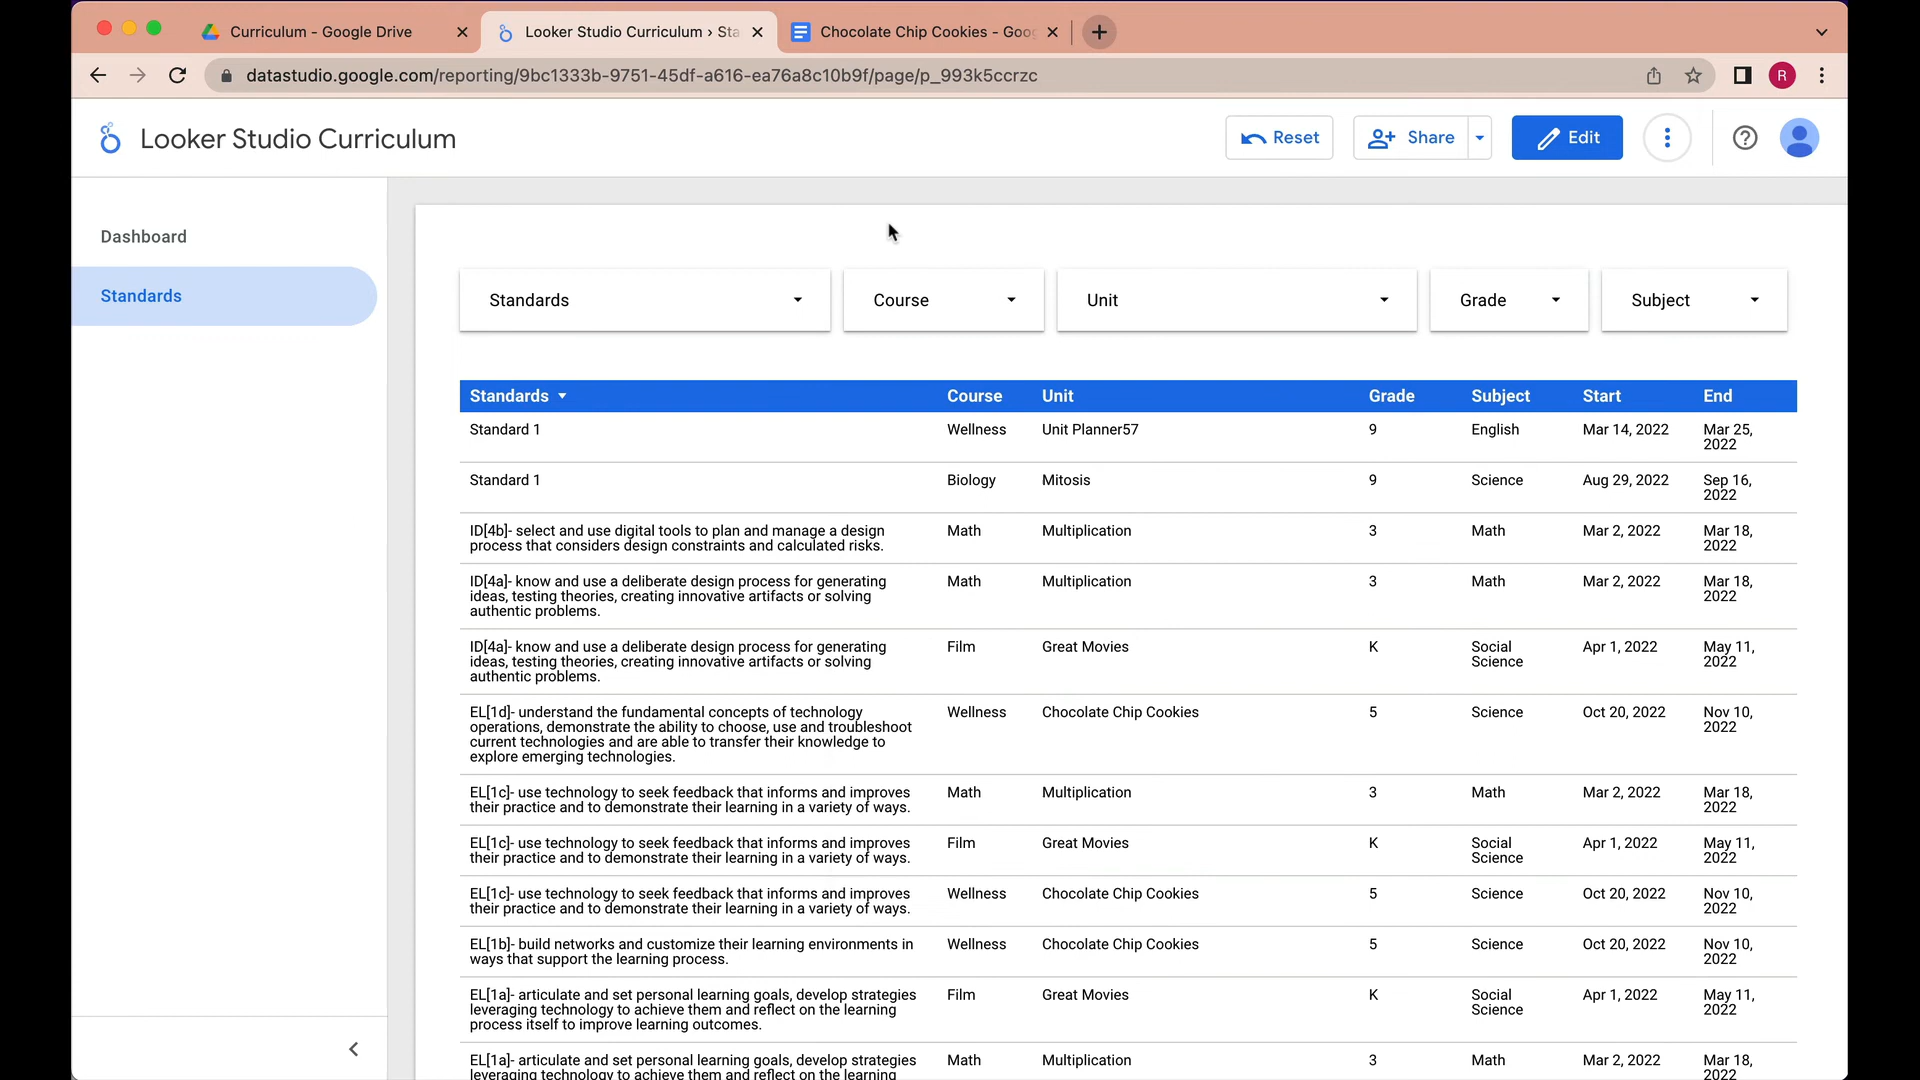 Curriculum - Google Drive
Looker Studio Curriculum › Sta
Chocolate Chip Cookies - Goo
datastudio.google.com/reporting/9bc1333b-9751-45df-a616-ea76a8c10b9f/page/p_993k5ccrzc
R
Looker Studio Curriculum
Reset
Share
Edit
Dashboard
Standards
Standards Course Unit Grade Subject
Standards Course Unit Grade Subject Start End
Standard 1 Wellness Unit Planner57 9 English Mar 14, 2022 Mar 25,
2022
Standard 1 Biology Mitosis 9 Science Aug 29, 2022 Sep 16,
2022
ID[4b]- select and use digital tools to plan and manage a design Math Multiplication 3 Math Mar 2, 2022 Mar 18,
process that considers design constraints and calculated risks. 2022
ID[4a]- know and use a deliberate design process for generating Math Multiplication 3 Math Mar 2, 2022 Mar 18,
ideas, testing theories, creating innovative artifacts or solving 2022
authentic problems.
ID[4a]- know and use a deliberate design process for generating Film Great Movies K Social Apr 1, 2022 May 11,
ideas, testing theories, creating innovative artifacts or solving Science 2022
authentic problems.
EL[1d]- understand the fundamental concepts of technology Wellness Chocolate Chip Cookies 5 Science Oct 20, 2022 Nov 10,
operations, demonstrate the ability to choose, use and troubleshoot 2022
current technologies and are able to transfer their knowledge to
explore emerging technologies.
EL[1c]- use technology to seek feedback that informs and improves Math Multiplication 3 Math Mar 2, 2022 Mar 18,
their practice and to demonstrate their learning in a variety of ways. 2022
EL[1c]- use technology to seek feedback that informs and improves Film Great Movies K Social Apr 1, 2022 May 11,
their practice and to demonstrate their learning in a variety of ways. Science 2022
EL[1c]- use technology to seek feedback that informs and improves Wellness Chocolate Chip Cookies 5 Science Oct 20, 2022 Nov 10,
their practice and to demonstrate their learning in a variety of ways. 2022
EL[1b]- build networks and customize their learning environments in Wellness Chocolate Chip Cookies 5 Science Oct 20, 2022 Nov 10,
ways that support the learning process. 2022
EL[1a]- articulate and set personal learning goals, develop strategies Film Great Movies K Social Apr 1, 2022 May 11,
leveraging technology to achieve them and reflect on the learning Science 2022
process itself to improve learning outcomes.
EL[1a]- articulate and set personal learning goals, develop strategies Math Multiplication 3 Math Mar 2, 2022 Mar 18,
leveraging technology to achieve them and reflect on the learning 2022